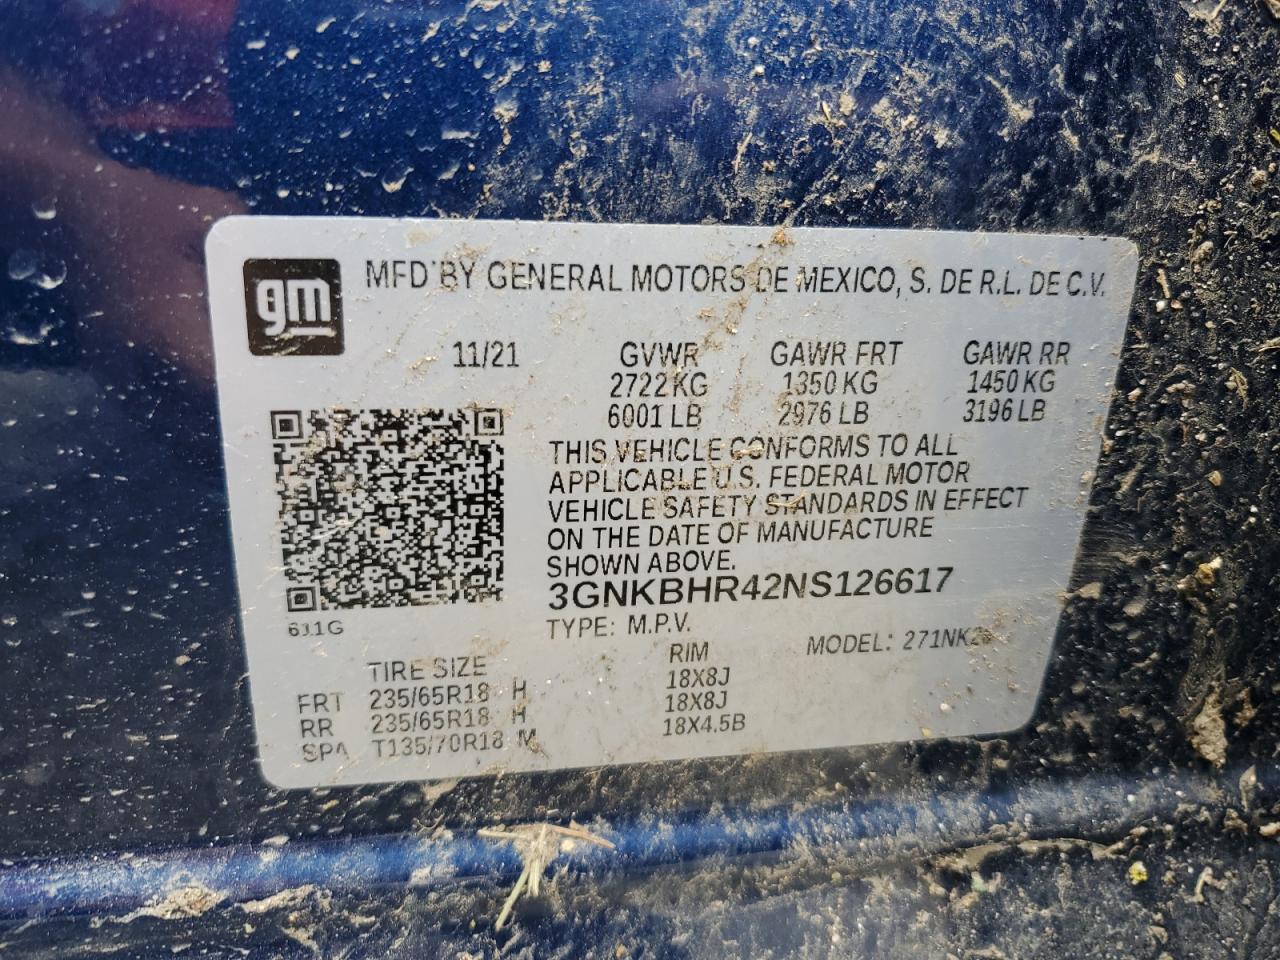 gm
MFD BY GENERAL MOTORS DE MEXICO, S. DE R.L. DE C.V.
11/21 GVWR GAWR FRT GAWR RR
2722 KG 1350 KG 1450 KG
6001 LB 2976 LB 3196 LB
THIS VEHICLE CONFORMS TO ALL
APPLICABLE U.S. FEDERAL MOTOR
VEHICLE SAFETY STANDARDS IN EFFECT
ON THE DATE OF MANUFACTURE
SHOWN ABOVE.
3GNKBHR42NS126617
TYPE: M.P.V. MODEL:
TIRE SIZE RIM
FRT 235/65R18 H 18X8J
RR 235/65R18 H 18X8J
SPA T135/70R18 M 18X4.5B